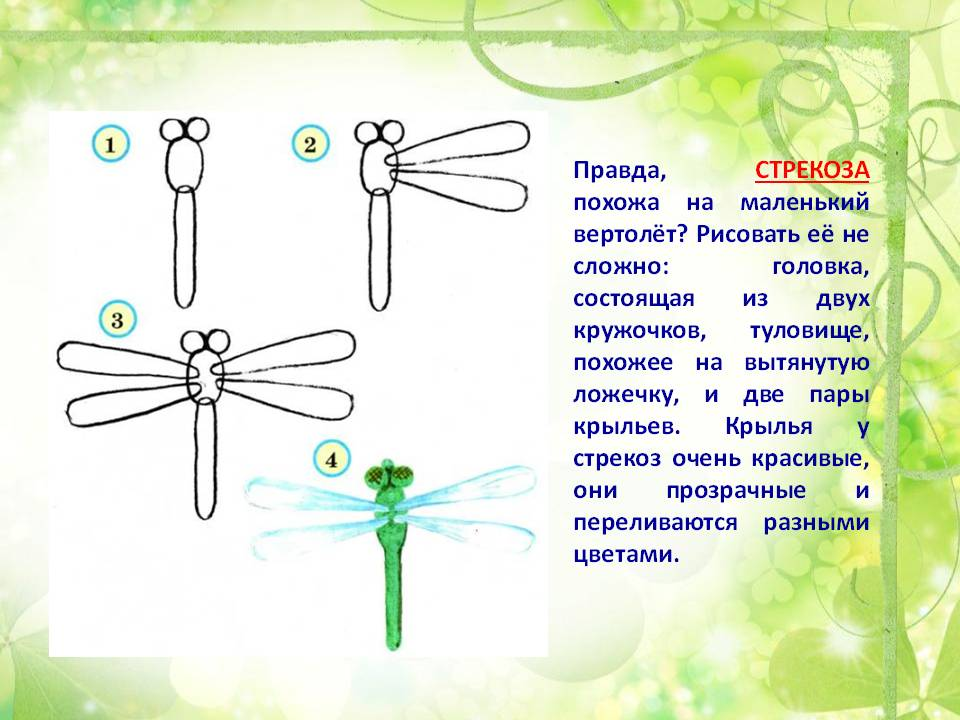 1
2
3
4
Правда, СТРЕКОЗА
похожа на маленький
вертолёт? Рисовать её не
сложно: головка,
состоящая из двух
кружочков, туловище,
похожее на вытянутую
ложечку, и две пары
крыльев. Крылья у
стрекоз очень красивые,
они прозрачные и
переливаются разными
цветами.